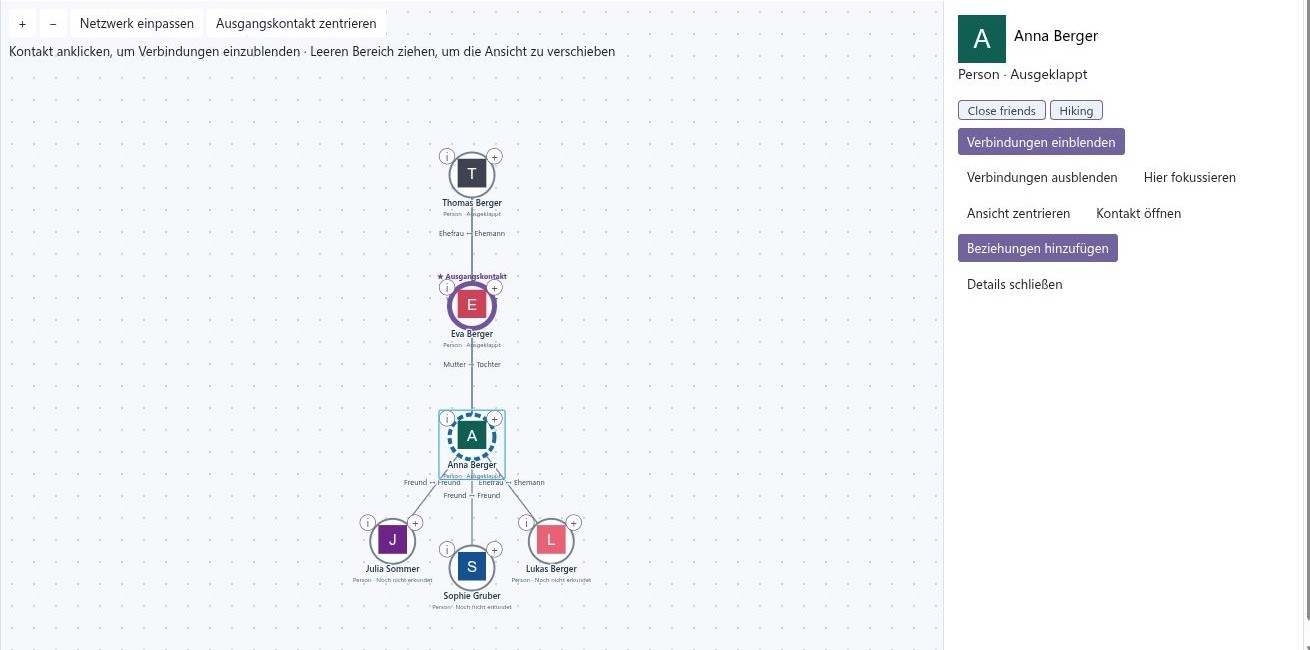 + − Netzwerk einpassen Ausgangskontakt zentrieren
Kontakt anklicken, um Verbindungen einzublenden · Leeren Bereich ziehen, um die Ansicht zu verschieben
i +
T
Thomas Berger
Person · Ausgeklappt
Ehefrau ↔ Ehemann
★ Ausgangskontakt
i +
E
Eva Berger
Person · Ausgeklappt
Mutter ↔ Tochter
i +
A
Anna Berger
Person · Ausgeklappt
Freund ↔ Freund
Ehefrau ↔ Ehemann
Freund ↔ Freund
i +
J
Julia Sommer
Person · Noch nicht erkundet
i +
S
Sophie Gruber
Person · Noch nicht erkundet
i +
L
Lukas Berger
Person · Noch nicht erkundet
A
Anna Berger
Person · Ausgeklappt
Close friends Hiking
Verbindungen einblenden
Verbindungen ausblenden Hier fokussieren
Ansicht zentrieren Kontakt öffnen
Beziehungen hinzufügen
Details schließen